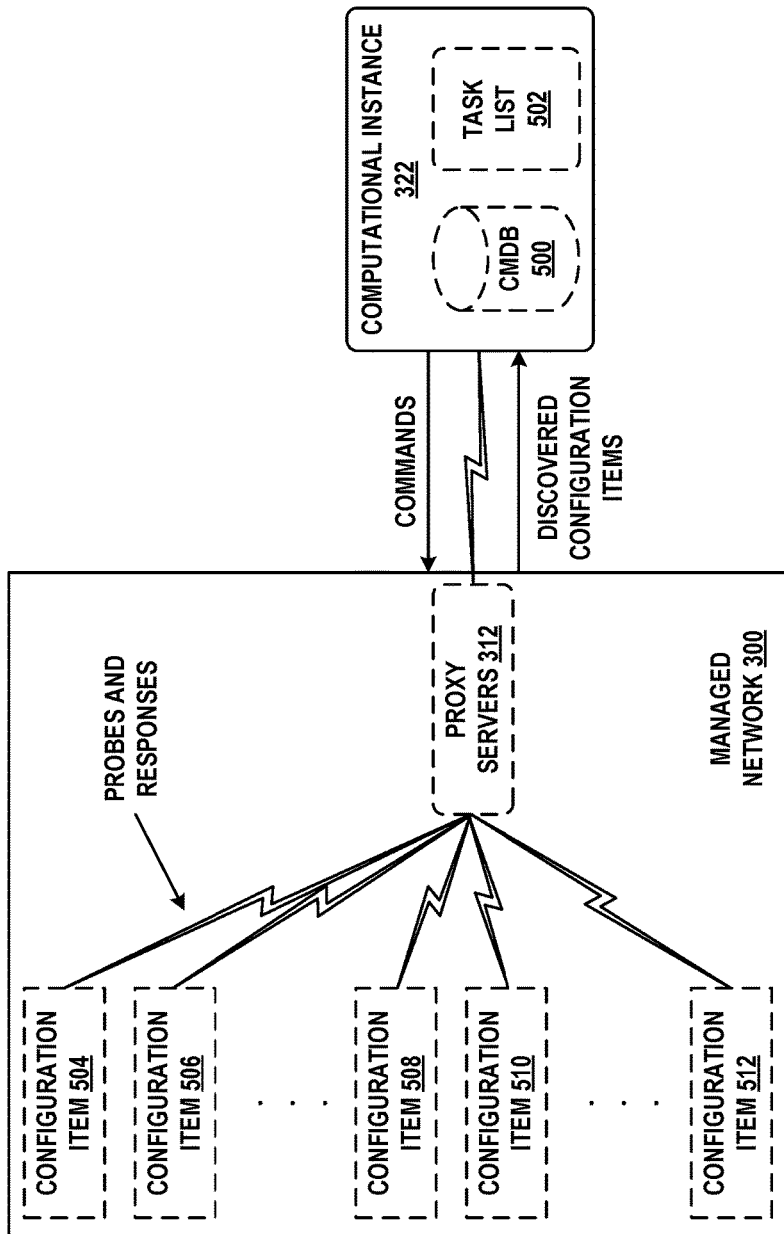 COMPUTATIONAL INSTANCE
322
CMDB
500
TASK
LIST
502
COMMANDS
DISCOVERED
CONFIGURATION
ITEMS
PROBES AND
RESPONSES
PROXY
SERVERS 312
MANAGED
NETWORK 300
CONFIGURATION
ITEM 504
CONFIGURATION
ITEM 506
. . .
CONFIGURATION
ITEM 508
CONFIGURATION
ITEM 510
. . .
CONFIGURATION
ITEM 512